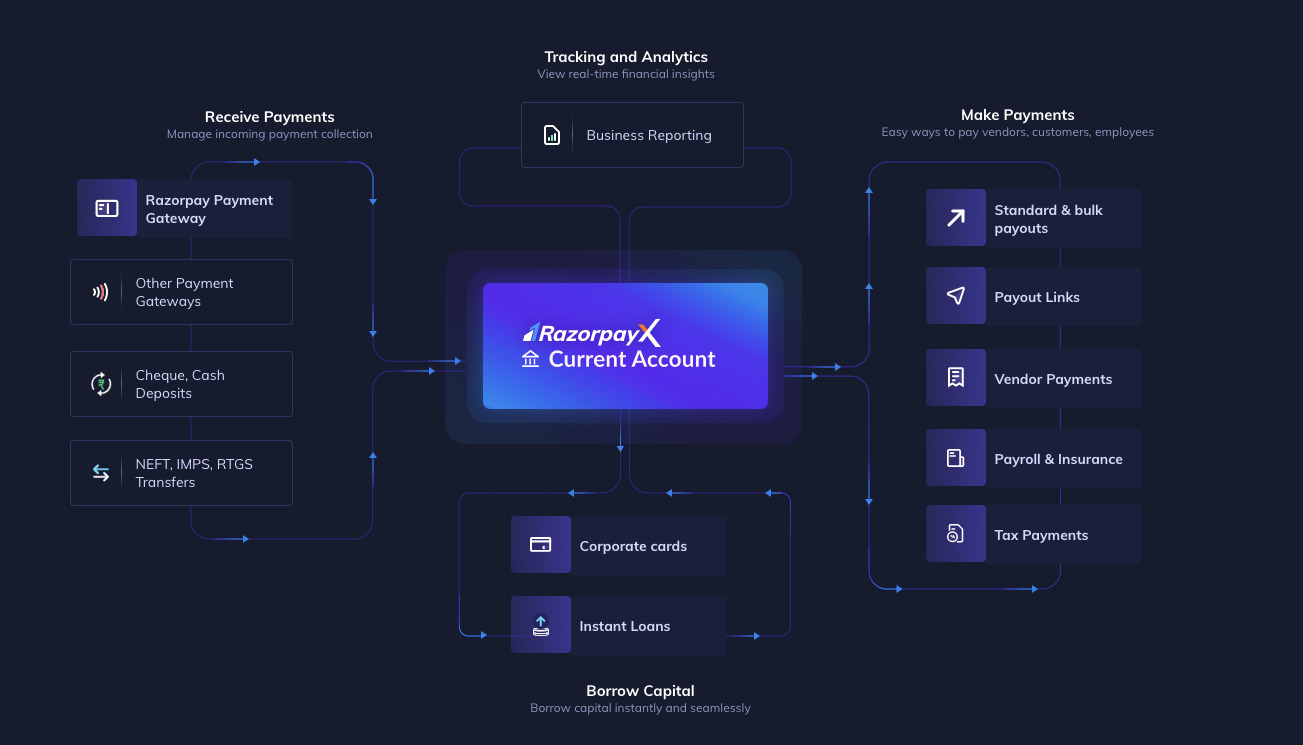 Tracking and Analytics
View real-time financial insights
Business Reporting
Receive Payments
Manage incoming payment collection
Razorpay Payment
Gateway
Other Payment
Gateways
Cheque, Cash
Deposits
NEFT, IMPS, RTGS
Transfers
RazorpayX
Current Account
Make Payments
Easy ways to pay vendors, customers, employees
Standard & bulk
payouts
Payout Links
Vendor Payments
Payroll & Insurance
Tax Payments
Corporate cards
Instant Loans
Borrow Capital
Borrow capital instantly and seamlessly